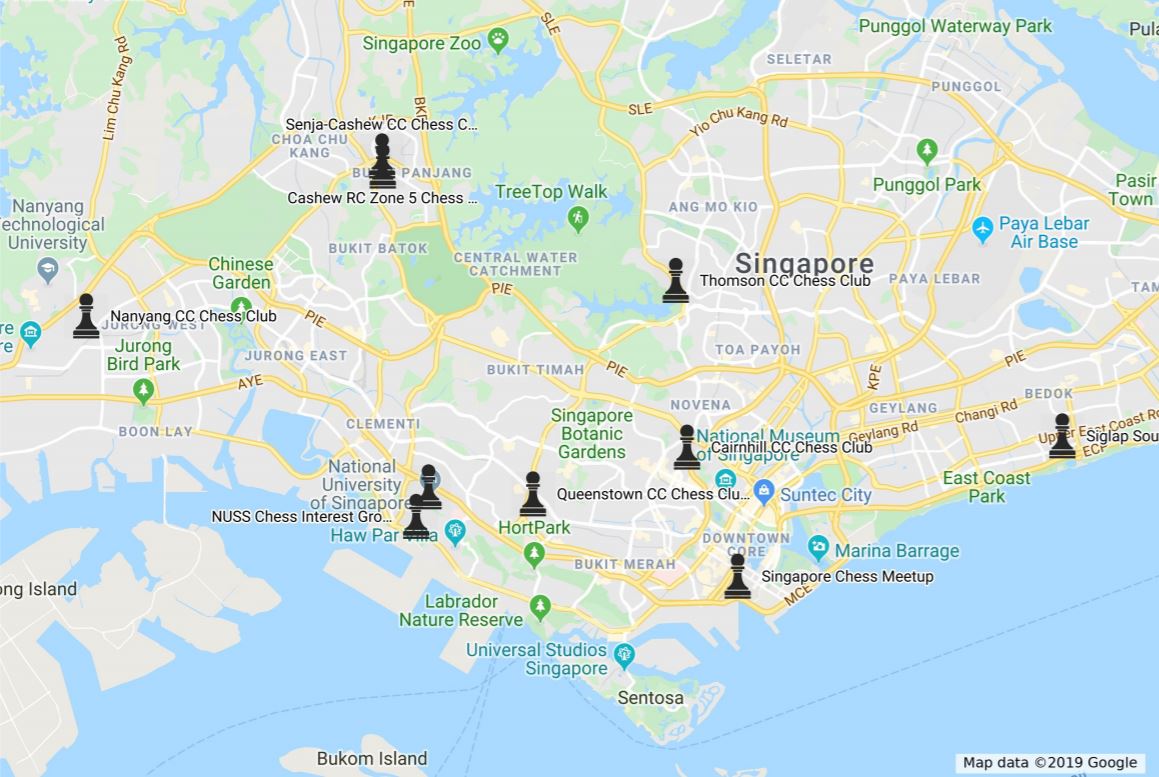 Singapore Zoo
SLE
Punggol Waterway Park
SELETAR
PUNGGOL
Lim Chu Kang Rd
BKE
SLE
Yio Chu Kang Rd
Senja-Cashew CC Chess C...
CHOA CHU
KANG
PANJANG
Cashew RC Zone 5 Chess ...
TreeTop Walk
Punggol Park
Pasir
Town
Nanyang
Technological
University
ANG MO KIO
Paya Lebar
Air Base
BUKIT BATOK
CENTRAL WATER
CATCHMENT
Chinese
Garden
Singapore
Thomson CC Chess Club
PAYA LEBAR
TAM
PIE
Nanyang CC Chess Club
JURONG WEST
re
e
PIE
Jurong
Bird Park
JURONG EAST
TOA PAYOH
BUKIT TIMAH
PIE
PIE
KPE
AYE
BEDOK
NOVENA
GEYLANG
Changi Rd
BOON LAY
CLEMENTI
Singapore
Botanic
Gardens
National Museum
of Singapore
Cairnhill CC Chess Club
Geylang Rd
Upper East Coast Ro
Siglap Sou
ECP
National
University
of Singapore
Queenstown CC Chess Clu...
Suntec City
East Coast
Park
NUSS Chess Interest Gro...
Haw Par Villa
HortPark
DOWNTOWN
CORE
Marina Barrage
BUKIT MERAH
Singapore Chess Meetup
MCE
ong Island
Labrador
Nature Reserve
Universal Studios
Singapore
Sentosa
Bukom Island
Map data ©2019 Google